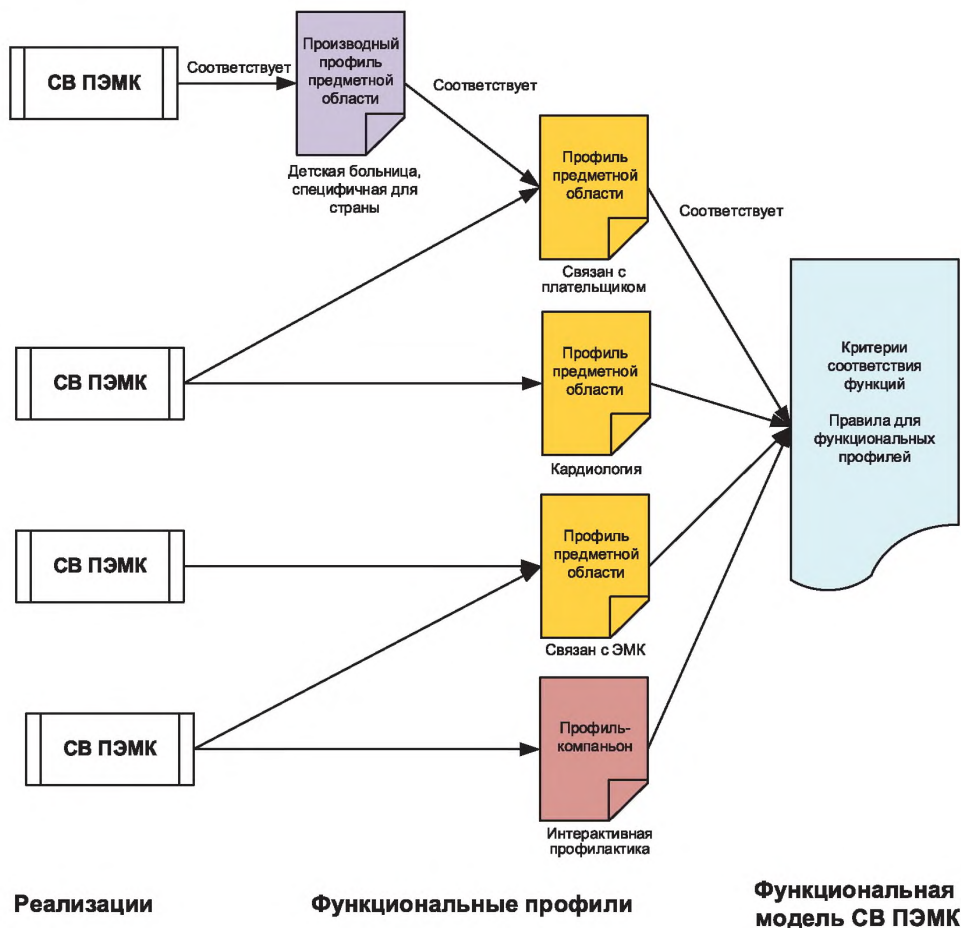 СВ ПЭМК
Соответствует
Производный
профиль
предметной
области
Соответствует
Детская больница,
специфичная для
страны
Профиль
предметной
области
Соответствует
Связан с
плательщиком
СВ ПЭМК
Профиль
предметной
области
Кардиология
Критерии
соответствия
функций
Правила для
функциональных
профилей
СВ ПЭМК
Профиль
предметной
области
Связан с ЭМК
СВ ПЭМК
Профиль-
компаньон
Интерактивная
профилактика
Реализации
Функциональные профили
Функциональная
модель СВ ПЭМК